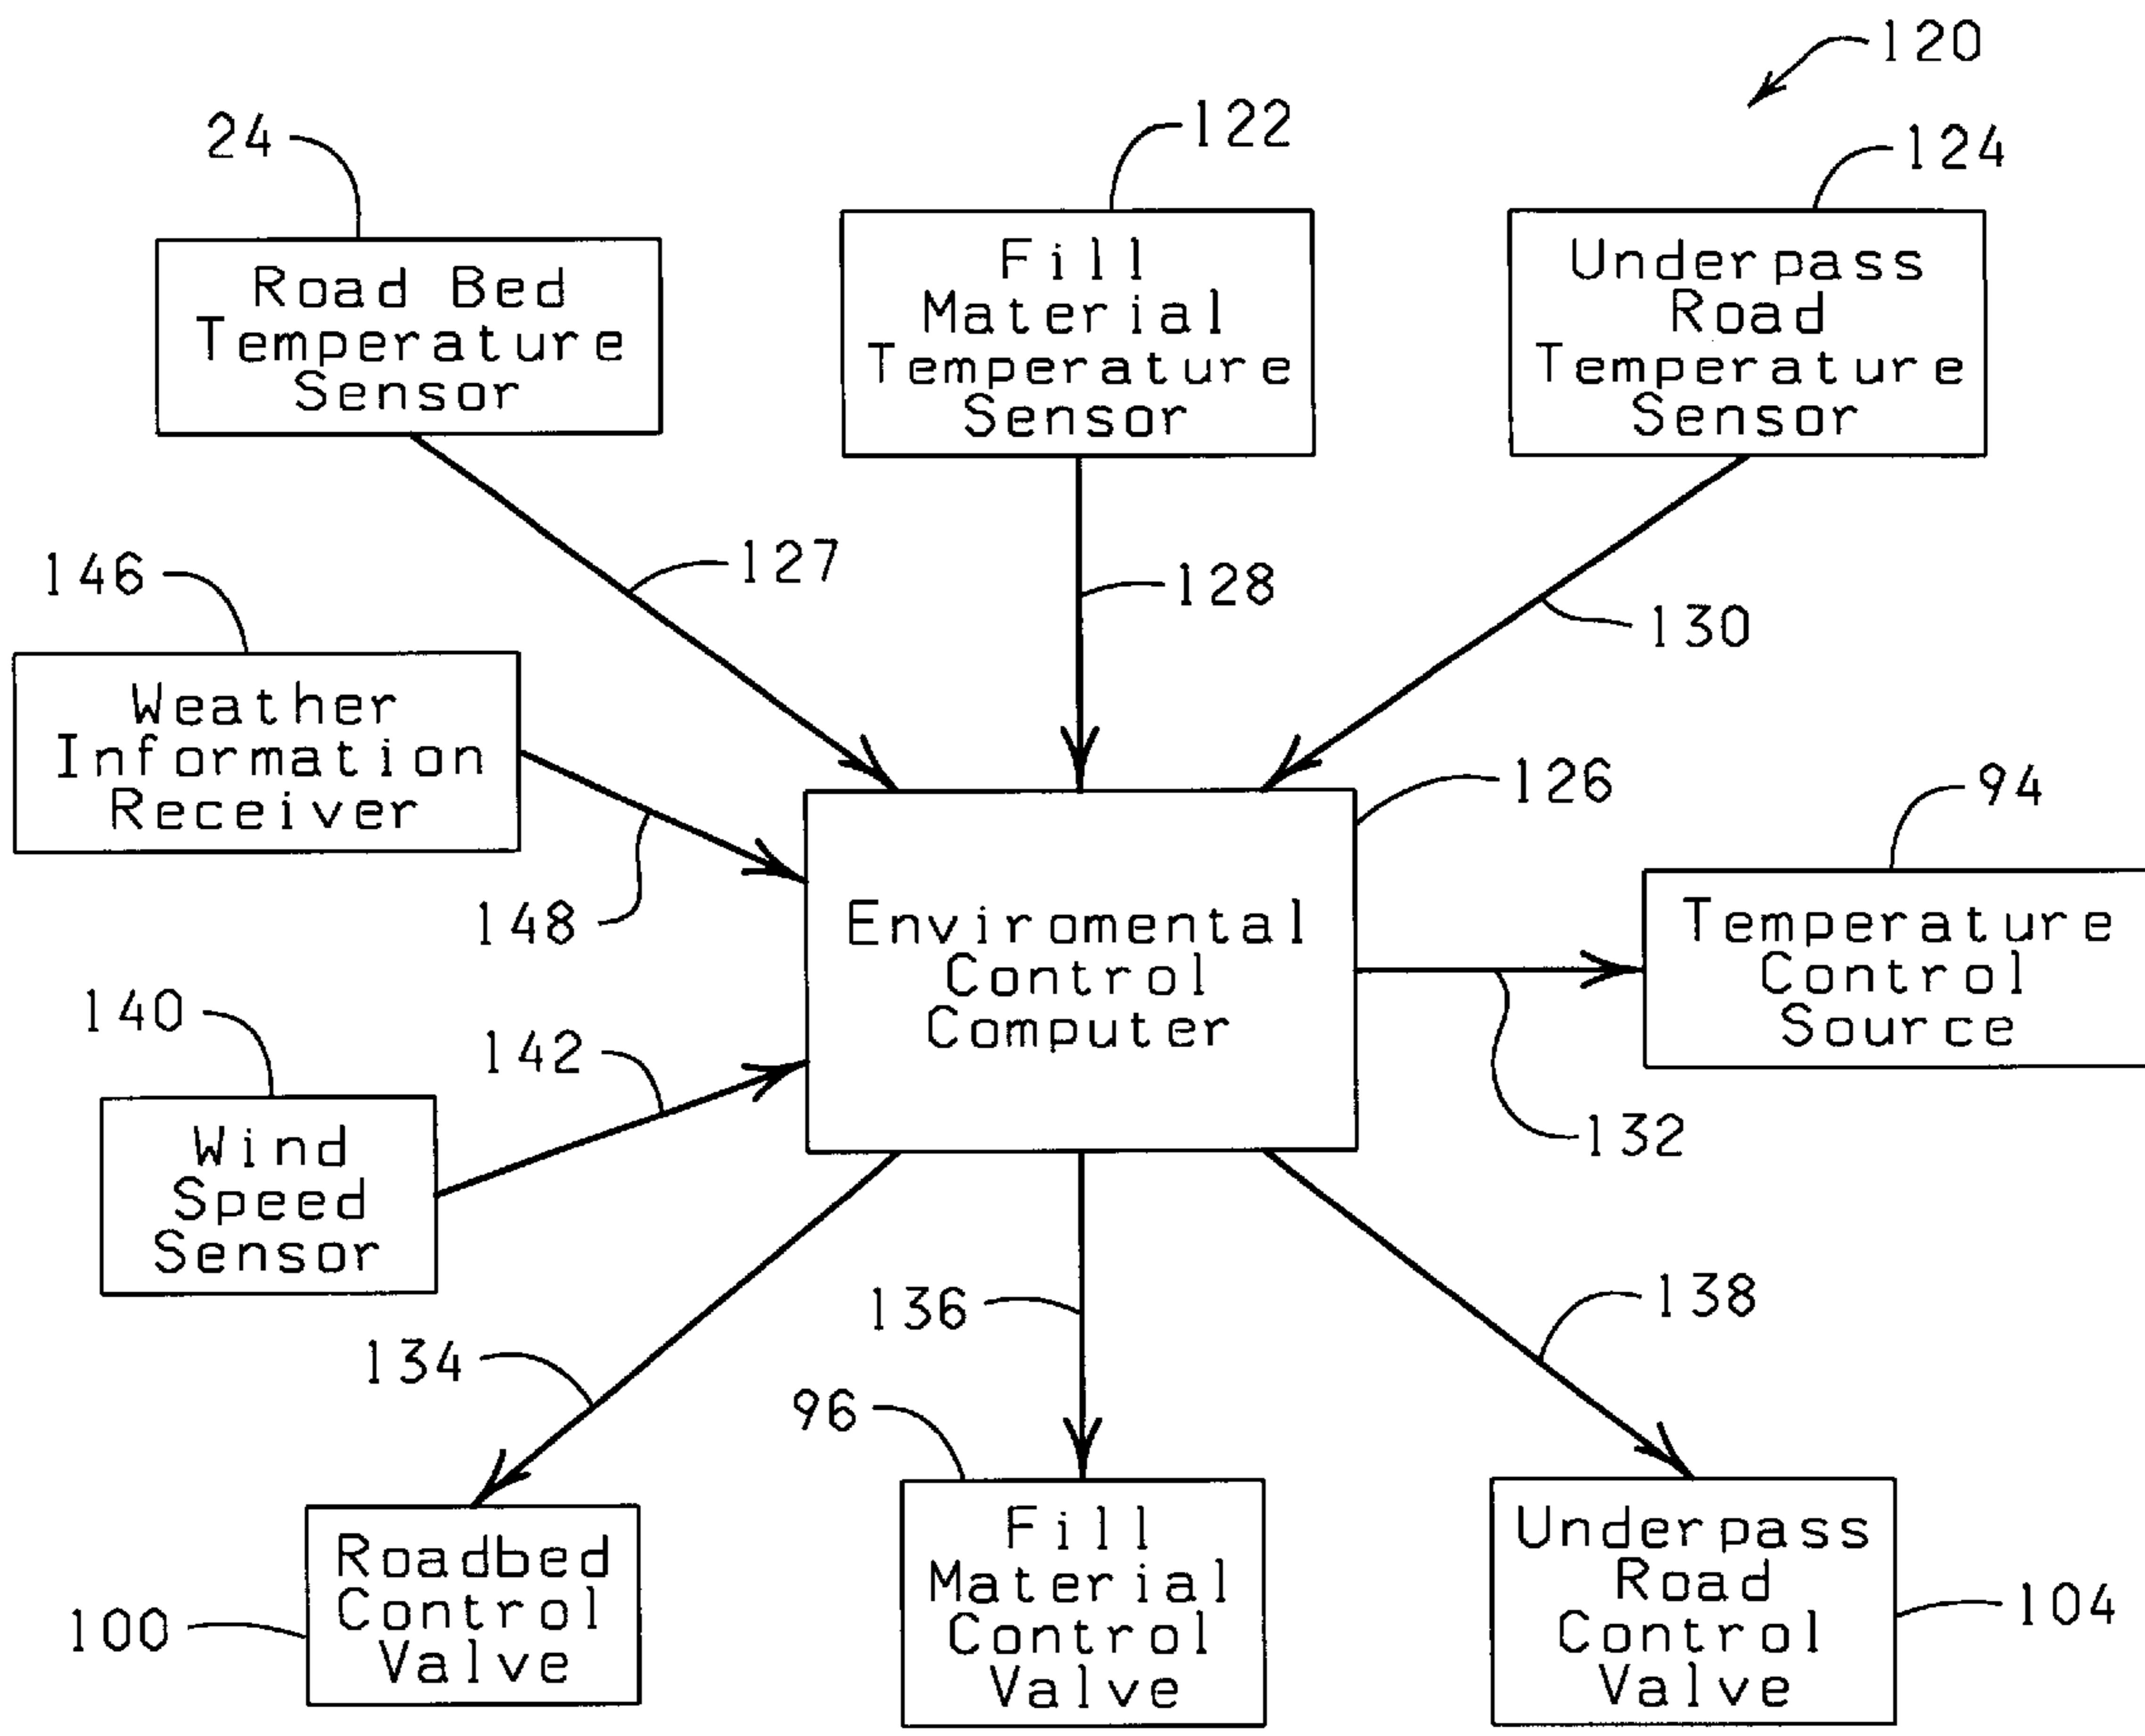 120
24
122
124
Road Bed
Temperature
Sensor
Fill
Material
Temperature
Sensor
Underpass
Road
Temperature
Sensor
127
128
130
146
Weather
Information
Receiver
148
126
94
Enviromental
Control
Computer
Temperature
Control
Source
132
140
142
Wind
Speed
Sensor
134
136
138
96
100
Roadbed
Control
Valve
Fill
Material
Control
Valve
Underpass
Road
Control
Valve
104